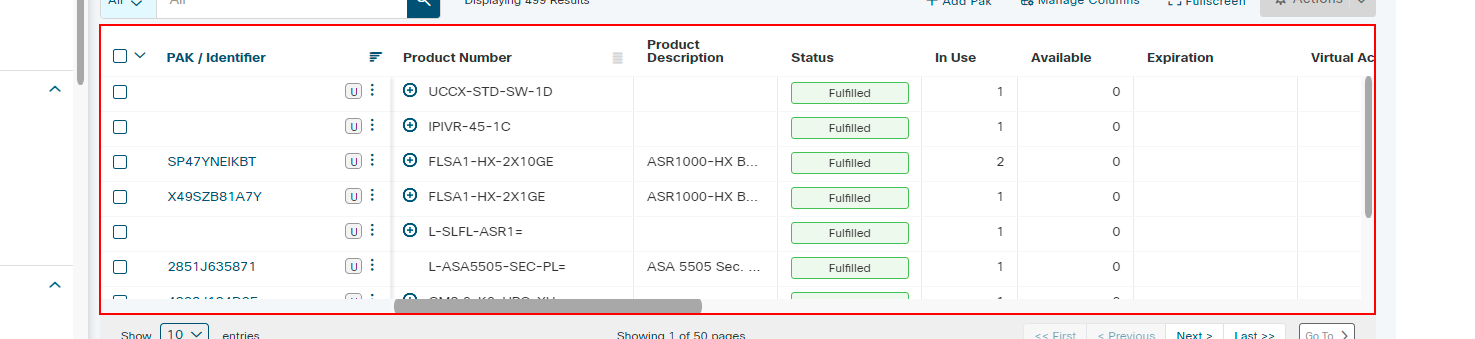 All All Displaying 499 Results Add Pak Manage Columns Fullscreen Actions
PAK / Identifier Product Number Product Description Status In Use Available Expiration Virtual Ac
U UCCX-STD-SW-1D Fulfilled 1 0
U IPIVR-45-1C Fulfilled 1 0
SP47YNEIKBT U FLSA1-HX-2X10GE ASR1000-HX B... Fulfilled 2 0
X49SZB81A7Y U FLSA1-HX-2X1GE ASR1000-HX B... Fulfilled 1 0
U L-SLFL-ASR1= Fulfilled 1 0
2851J635871 U L-ASA5505-SEC-PL= ASA 5505 Sec. ... Fulfilled 1 0
Show 10 entries Showing 1 of 50 pages << First < Previous Next > Last >> Go To